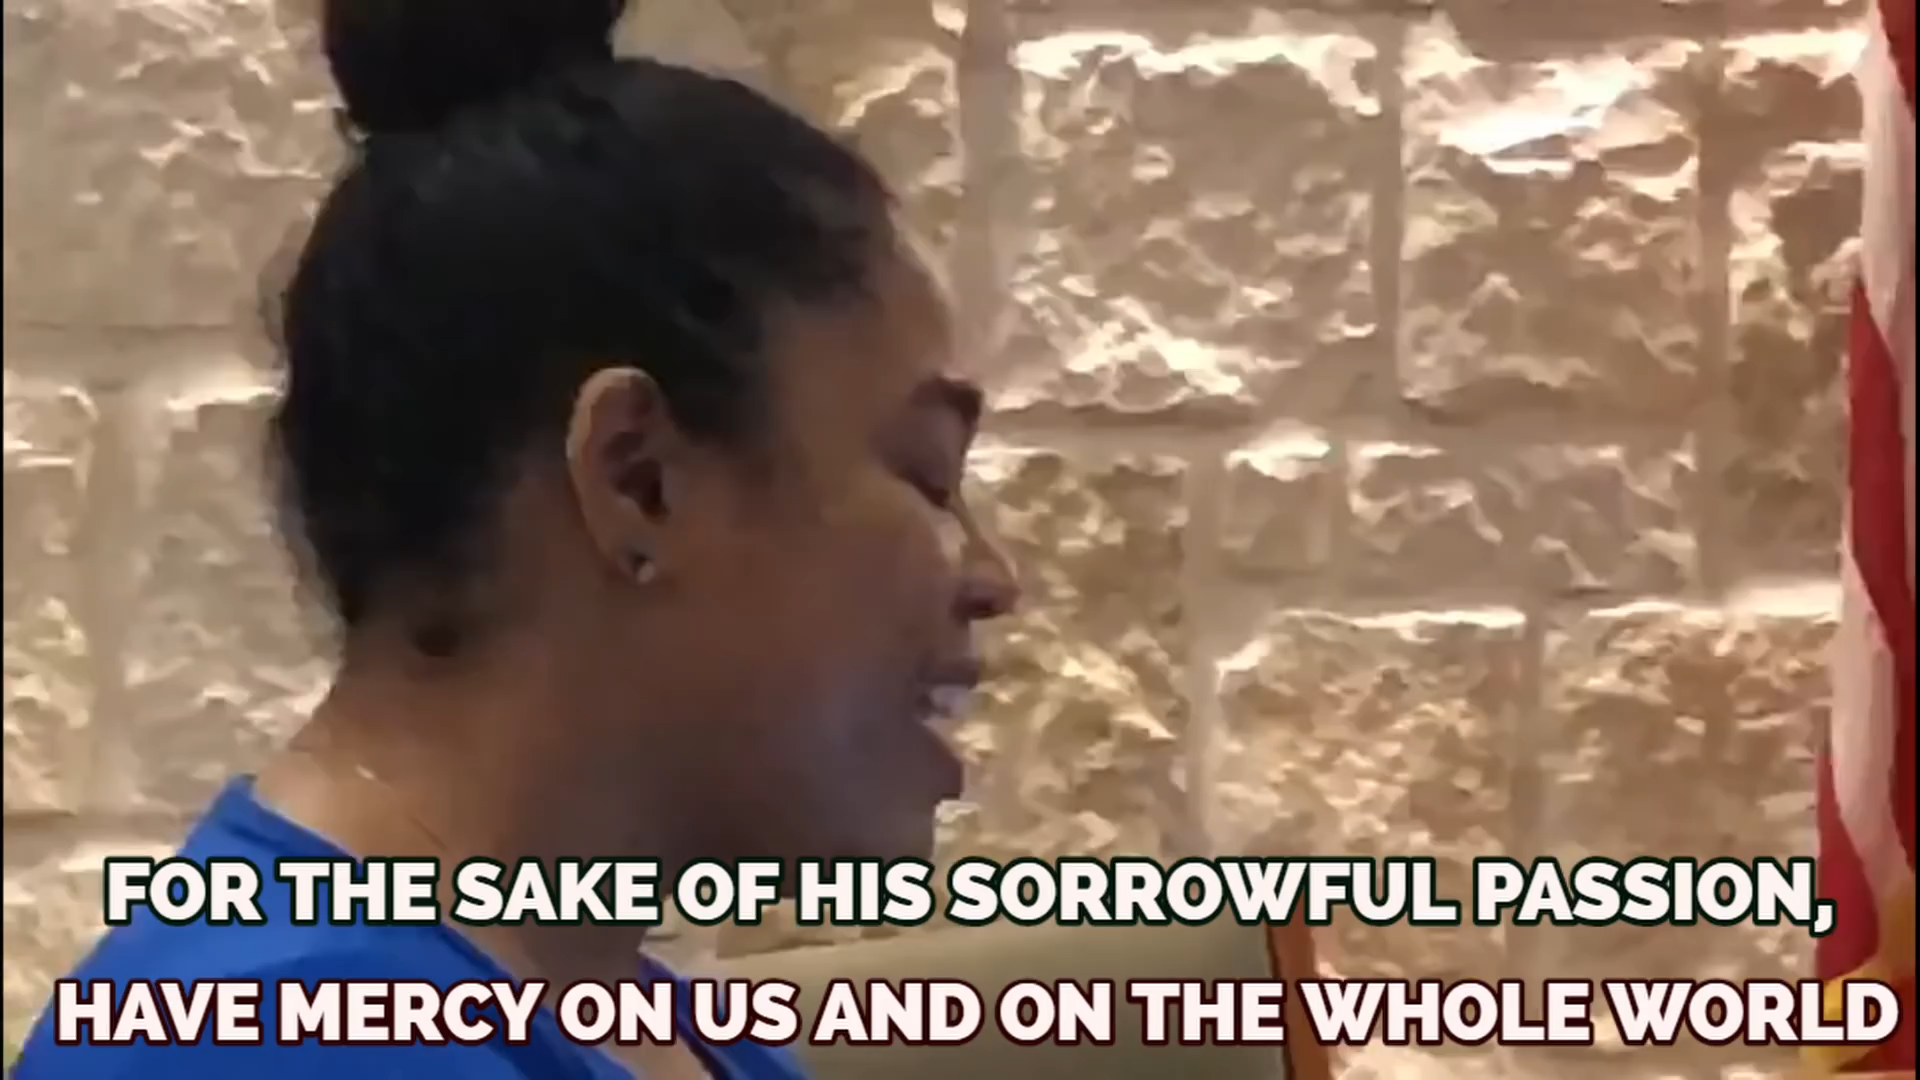 FOR THE SAKE OF HIS SORROWFUL PASSION,
HAVE MERCY ON US AND ON THE WHOLE WORLD